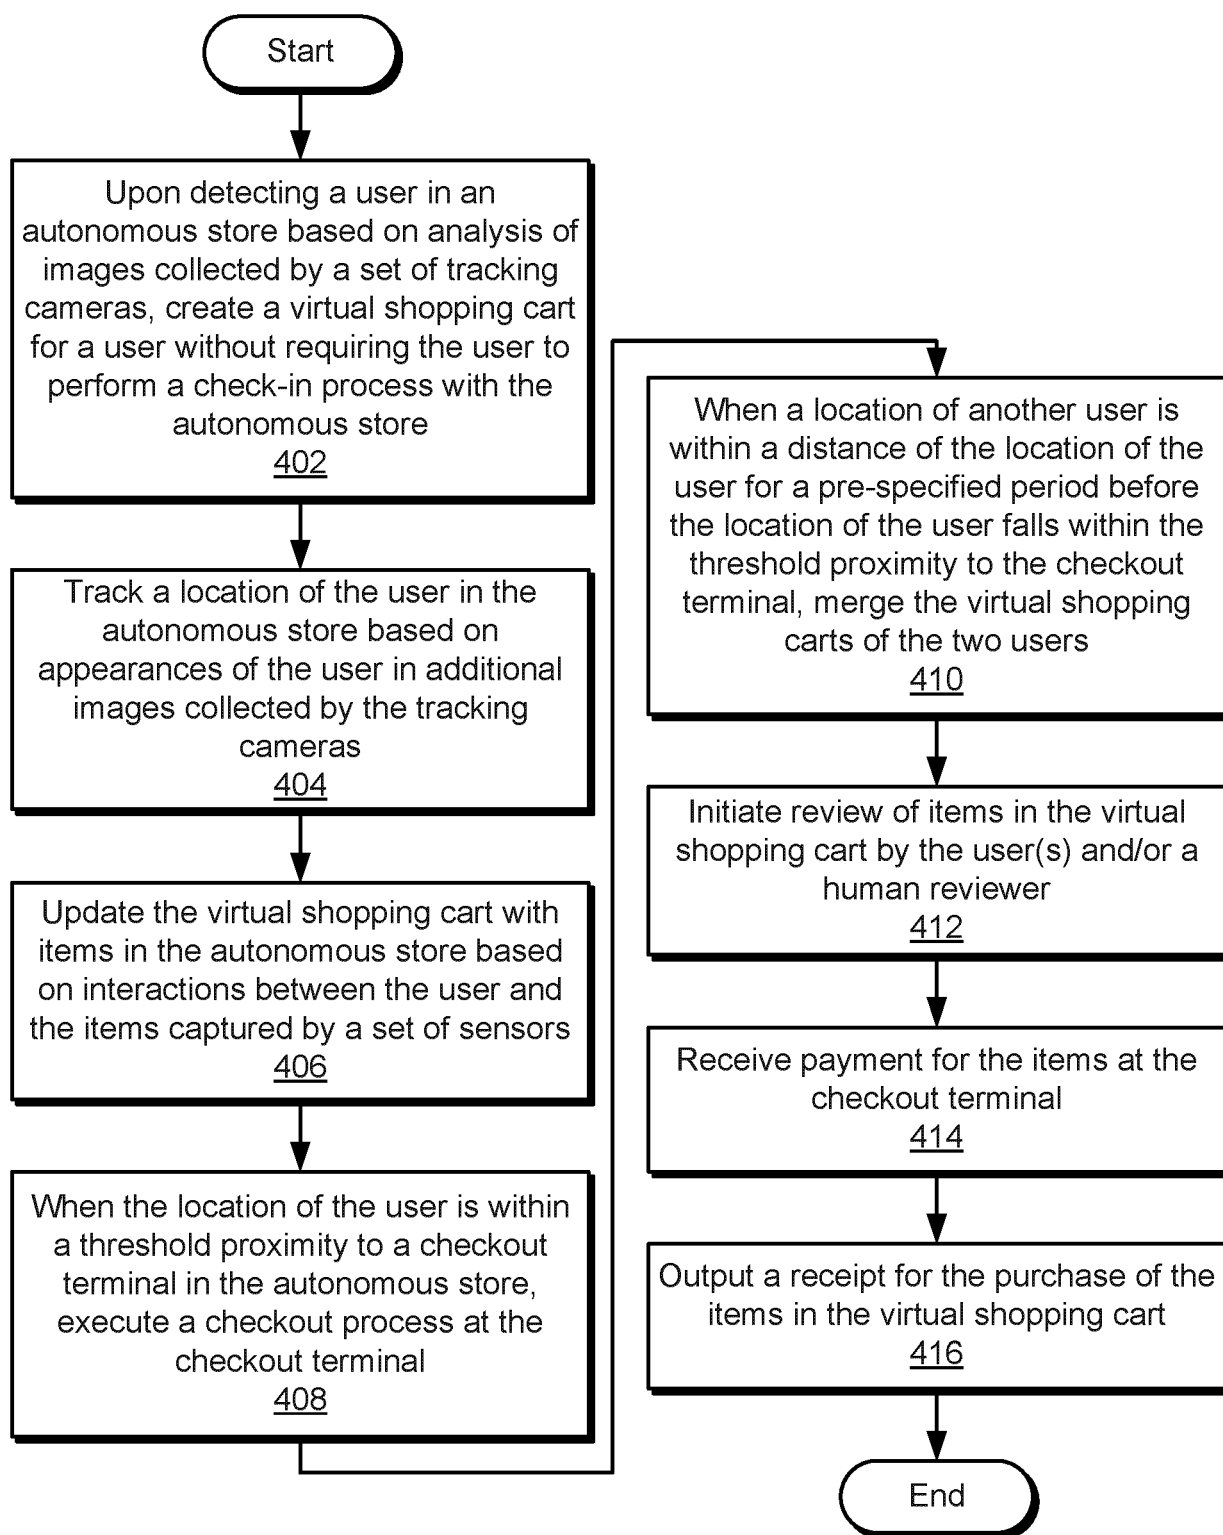 Start
Upon detecting a user in an
autonomous store based on analysis of
images collected by a set of tracking
cameras, create a virtual shopping cart
for a user without requiring the user to
perform a check-in process with the
autonomous store
402
Track a location of the user in the
autonomous store based on
appearances of the user in additional
images collected by the tracking
cameras
404
Update the virtual shopping cart with
items in the autonomous store based
on interactions between the user and
the items captured by a set of sensors
406
When the location of the user is within
a threshold proximity to a checkout
terminal in the autonomous store,
execute a checkout process at the
checkout terminal
408
When a location of another user is
within a distance of the location of the
user for a pre-specified period before
the location of the user falls within the
threshold proximity to the checkout
terminal, merge the virtual shopping
carts of the two users
410
Initiate review of items in the virtual
shopping cart by the user(s) and/or a
human reviewer
412
Receive payment for the items at the
checkout terminal
414
Output a receipt for the purchase of the
items in the virtual shopping cart
416
End